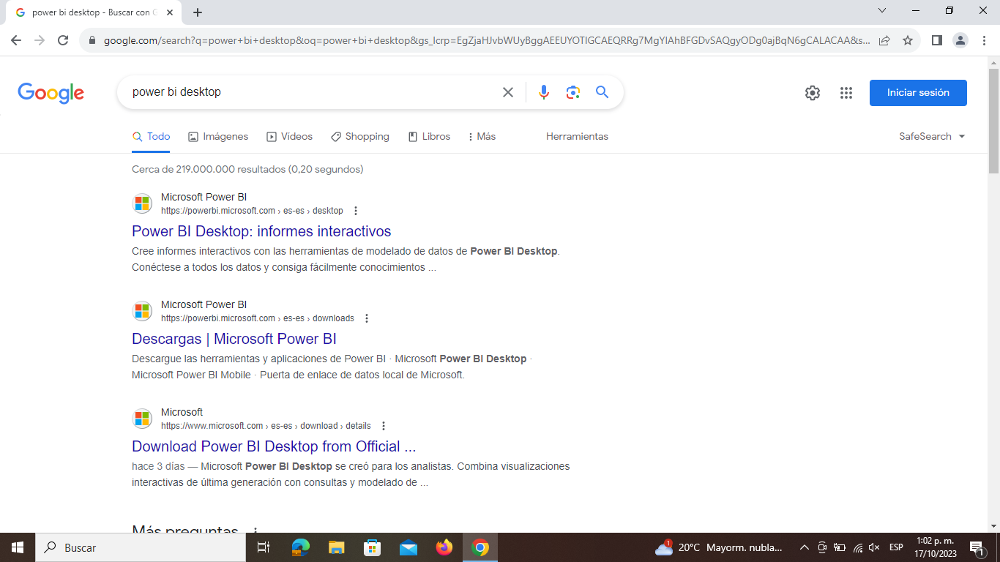 power bi desktop - Buscar con G
google.com/search?q=power+bi+desktop&oq=power+bi+desktop&gs_lcrp=EgZjaHJvbWUyBggAEEUYOTIGCAEQRRg7MgYIAhBFGDvSAQgyODg0ajBqN6gCALACAA&s...
Google
power bi desktop
Iniciar sesión
Todo
Imágenes
Vídeos
Shopping
Libros
Más
Herramientas
SafeSearch
Cerca de 219.000.000 resultados (0,20 segundos)
Microsoft Power BI
https://powerbi.microsoft.com › es-es › desktop
Power BI Desktop: informes interactivos
Cree informes interactivos con las herramientas de modelado de datos de Power BI Desktop.
Conéctese a todos los datos y consiga fácilmente conocimientos ...
Microsoft Power BI
https://powerbi.microsoft.com › es-es › downloads
Descargas | Microsoft Power BI
Descargue las herramientas y aplicaciones de Power BI · Microsoft Power BI Desktop ·
Microsoft Power BI Mobile · Puerta de enlace de datos local de Microsoft.
Microsoft
https://www.microsoft.com › es-es › download › details
Download Power BI Desktop from Official ...
hace 3 días — Microsoft Power BI Desktop se creó para los analistas. Combina visualizaciones
interactivas de última generación con consultas y modelado de ...
Más preguntas
Buscar
1
20°C Mayorm. nubla...
ESP
1:02 p. m.
17/10/2023
1